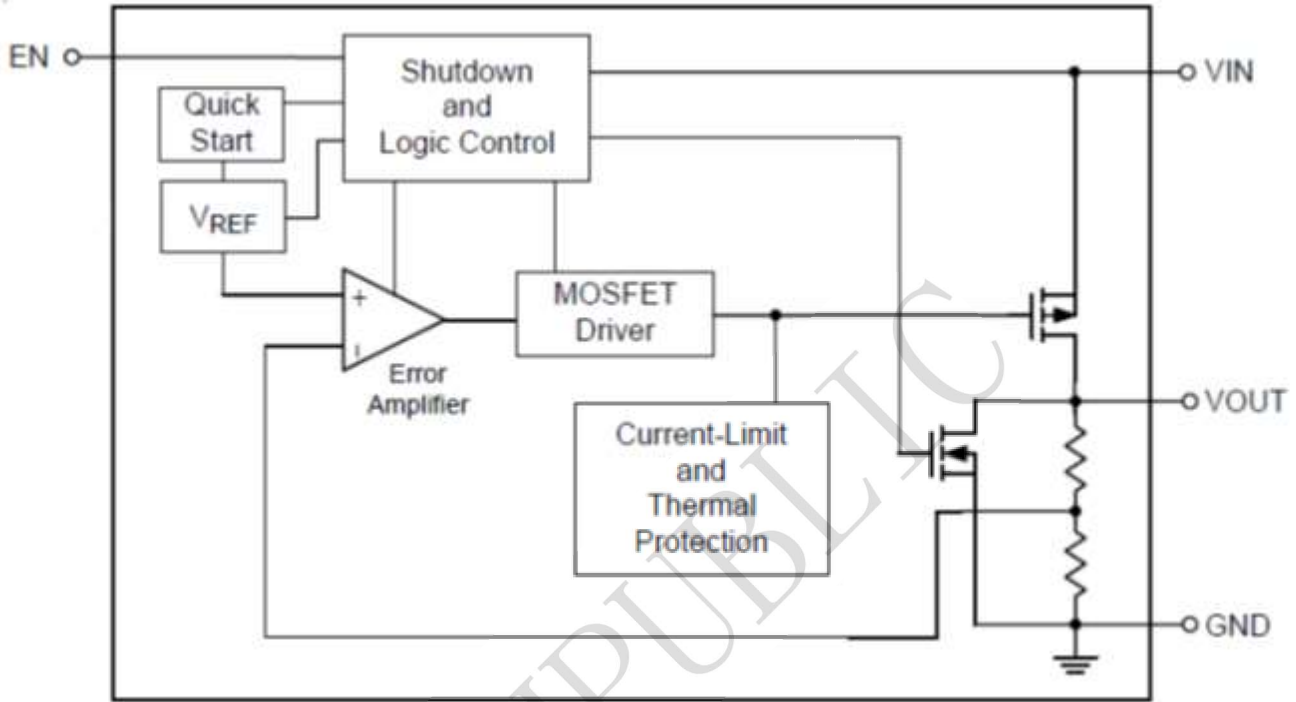 EN
Shutdown
and
Logic Control
VIN
Quick
Start
VREF
+
MOSFET
Driver
Error
Amplifier
VOUT
Current-Limit
and
Thermal
Protection
GND
PUBLIC